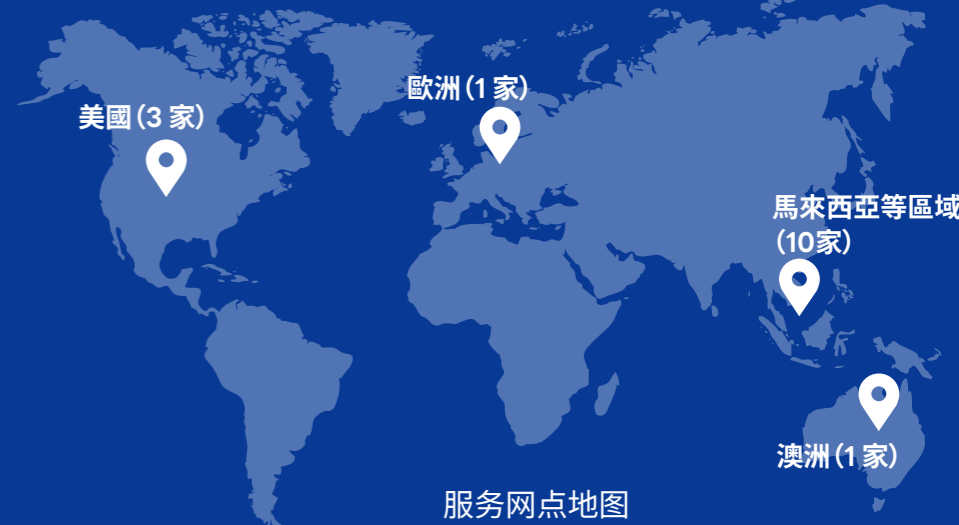 歐洲(1 家)
美國(3 家)
馬來西亞等區域
(10家)
澳洲(1 家)
服务网点地图